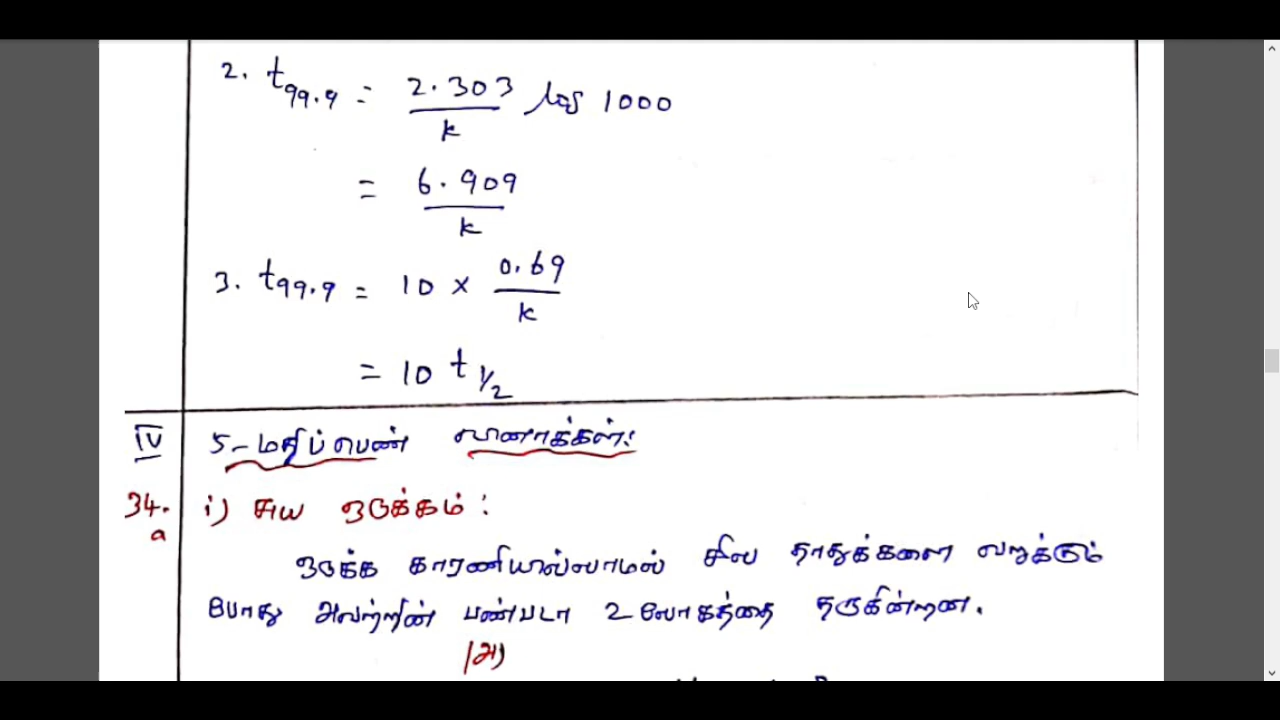 2. t99.9 = 2.303/k log 1000
= 6.909/k
3. t99.9 = 10 × 0.69/k
= 10 t1/2
IV 5-மதிப்பெண் வினாக்கள்:
34. a i) சுய ஒடுக்கம்:
ஒடுக்க காரணியில்லாமல் சில தாதுக்களை வறுக்கும்
போது அவற்றின் பண்படா உலோகத்தை தருகின்றன.
(அ)